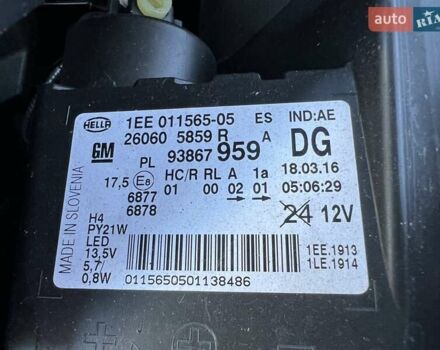 auto RIA
HELLA
1EE 011565-05 ES IND:AE
GM
26060 5859 R A DG
93867 959 18.03.16
PL HC/R RL A 1a 05:06:29
17,5 E8 01 00 02 01
6877
6878
24 12V
H4
PY21W
LED
13,5V
5,7
0,8W
1EE.1913
1LE.1914
0115650501138486
MADE IN SLOVENIA